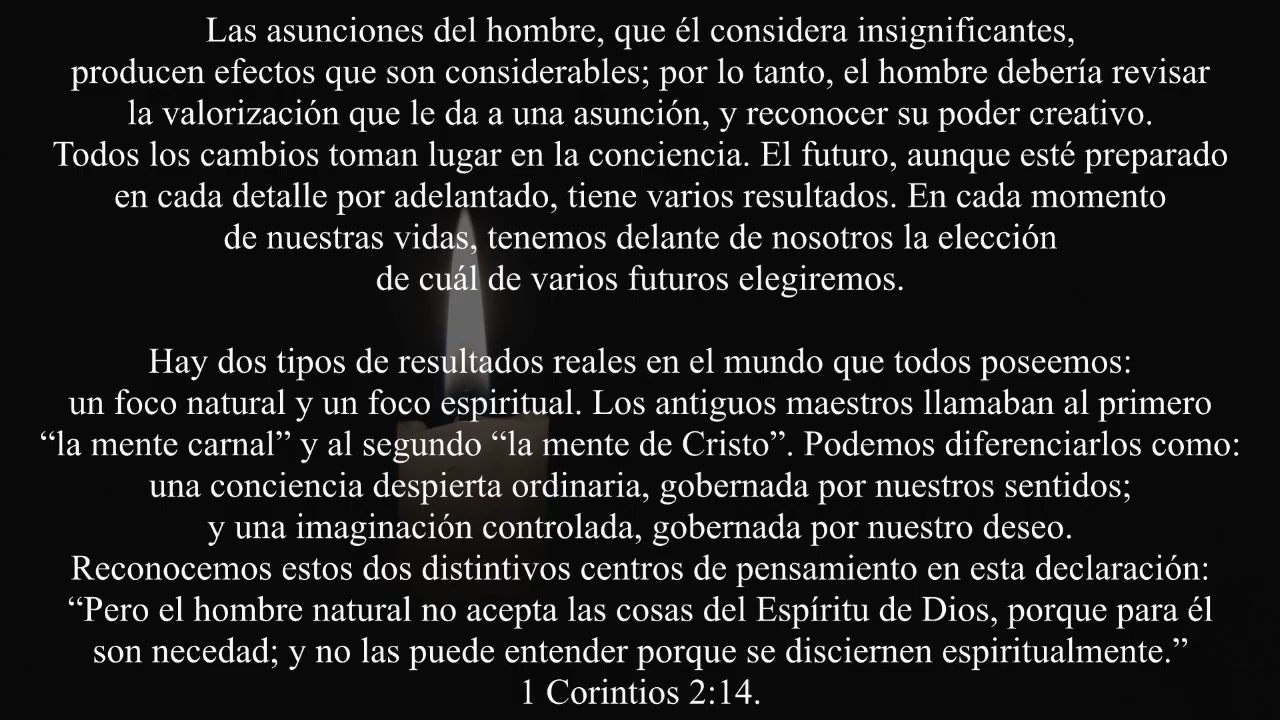 Las asunciones del hombre, que él considera insignificantes,
producen efectos que son considerables; por lo tanto, el hombre debería revisar
la valorización que le da a una asunción, y reconocer su poder creativo.
Todos los cambios toman lugar en la conciencia. El futuro, aunque esté preparado
en cada detalle por adelantado, tiene varios resultados. En cada momento
de nuestras vidas, tenemos delante de nosotros la elección
de cuál de varios futuros elegiremos.
Hay dos tipos de resultados reales en el mundo que todos poseemos:
un foco natural y un foco espiritual. Los antiguos maestros llamaban al primero
“la mente carnal” y al segundo “la mente de Cristo”. Podemos diferenciarlos como:
una conciencia despierta ordinaria, gobernada por nuestros sentidos;
y una imaginación controlada, gobernada por nuestro deseo.
Reconocemos estos dos distintivos centros de pensamiento en esta declaración:
“Pero el hombre natural no acepta las cosas del Espíritu de Dios, porque para él
son necedad; y no las puede entender porque se disciernen espiritualmente.”
1 Corintios 2:14.